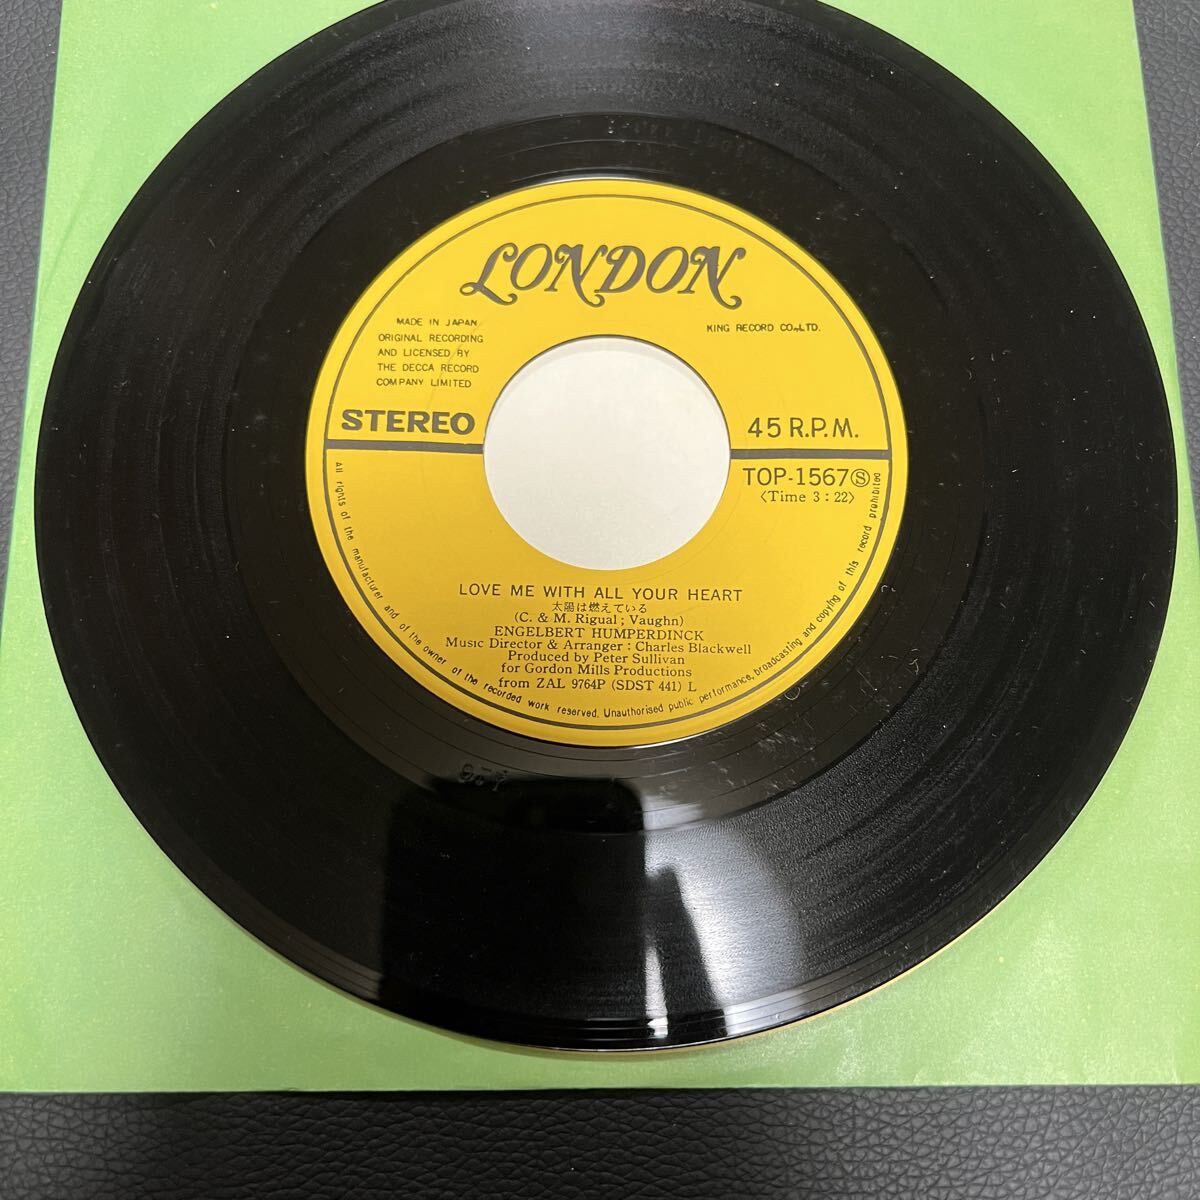 LONDON
MADE IN JAPAN
ORIGINAL RECORDING
AND LICENSED BY
THE DECCA RECORD
COMPANY LIMITED
KING RECORD CO., LTD.
STEREO
45 R.P.M.
TOP-1567Ⓢ
〈Time 3 : 22〉
LOVE ME WITH ALL YOUR HEART
太陽は燃えている
(C. & M. Rigual ; Vaughn)
ENGELBERT HUMPERDINCK
Music Director & Arranger : Charles Blackwell
Produced by Peter Sullivan
for Gordon Mills Productions
from ZAL 9764P (SDST 441) L
All rights of the manufacturer and of the owner of the recorded work reserved. Unauthorised public performance, broadcasting and copying of this record prohibited